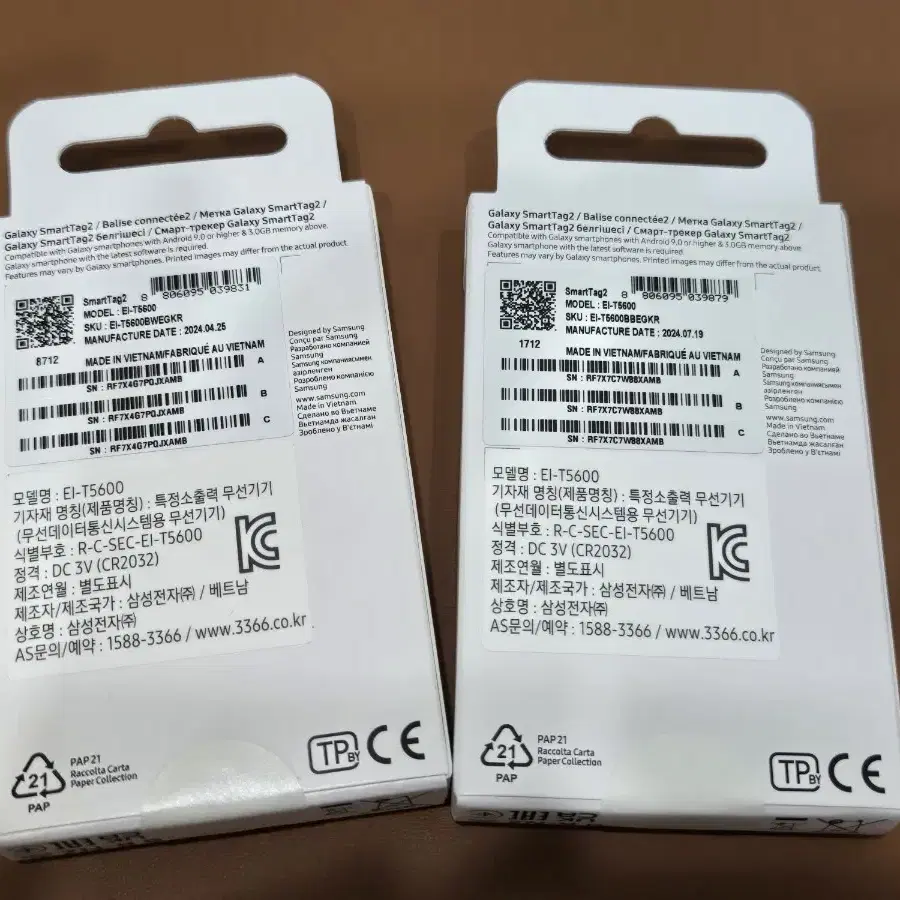 Galaxy SmartTag2 / Balise connectée2 / Метка Galaxy SmartTag2 /
Galaxy SmartTag2 белгішесі / Смарт-трекер Galaxy SmartTag2
Compatible with Galaxy smartphones with Android 9.0 or higher & 3.0GB memory above.
Galaxy smartphone with the latest software is required.
Features may vary by Galaxy smartphones. Printed images may differ from the actual product.
SmartTag2
8 806095 039831
MODEL : EI-T5600
SKU : EI-T5600BWEGKR
MANUFACTURE DATE : 2024.04.25
8712
MADE IN VIETNAM/FABRIQUÉ AU VIETNAM
A
SN : RF7X4G7PQJXAMB
B
SN : RF7X4G7PQJXAMB
C
SN : RF7X4G7PQJXAMB
Designed by Samsung
Conçu par Samsung
Разработано компанией
Samsung
Samsung компаниясымен
әзірленген
Розроблено компанією
Samsung
www.samsung.com
Made in Vietnam
Сделано во Вьетнаме
Вьетнамда жасалған
Зроблено у В'єтнамі
모델명 : EI-T5600
기자재 명칭(제품명칭) : 특정소출력 무선기기
(무선데이터통신시스템용 무선기기)
식별부호 : R-C-SEC-EI-T5600
정격 : DC 3V (CR2032)
제조연월 : 별도표시
제조자/제조국가 : 삼성전자㈜ / 베트남
상호명 : 삼성전자㈜
AS문의/예약 : 1588-3366 / www.3366.co.kr
21
PAP
PAP 21
Raccolta Carta
Paper Collection
TP BY
CE
Galaxy SmartTag2 / Balise connectée2 / Метка Galaxy SmartTag2 /
Galaxy SmartTag2 белгішесі / Смарт-трекер Galaxy SmartTag2
Compatible with Galaxy smartphones with Android 9.0 or higher & 3.0GB memory above.
Galaxy smartphone with the latest software is required.
Features may vary by Galaxy smartphones. Printed images may differ from the actual product.
SmartTag2
8 806095 039879
MODEL : EI-T5600
SKU : EI-T5600BBEGKR
MANUFACTURE DATE : 2024.07.19
1712
MADE IN VIETNAM/FABRIQUÉ AU VIETNAM
A
SN : RF7X7C7WB8XAMB
B
SN : RF7X7C7WB8XAMB
C
SN : RF7X7C7WB8XAMB
Designed by Samsung
Conçu par Samsung
Разработано компанией
Samsung
Samsung компаниясымен
әзірленген
Розроблено компанією
Samsung
www.samsung.com
Made in Vietnam
Сделано во Вьетнаме
Вьетнамда жасалған
Зроблено у В'єтнамі
모델명 : EI-T5600
기자재 명칭(제품명칭) : 특정소출력 무선기기
(무선데이터통신시스템용 무선기기)
식별부호 : R-C-SEC-EI-T5600
정격 : DC 3V (CR2032)
제조연월 : 별도표시
제조자/제조국가 : 삼성전자㈜ / 베트남
상호명 : 삼성전자㈜
AS문의/예약 : 1588-3366 / www.3366.co.kr
21
PAP
PAP 21
Raccolta Carta
Paper Collection
TP BY
CE